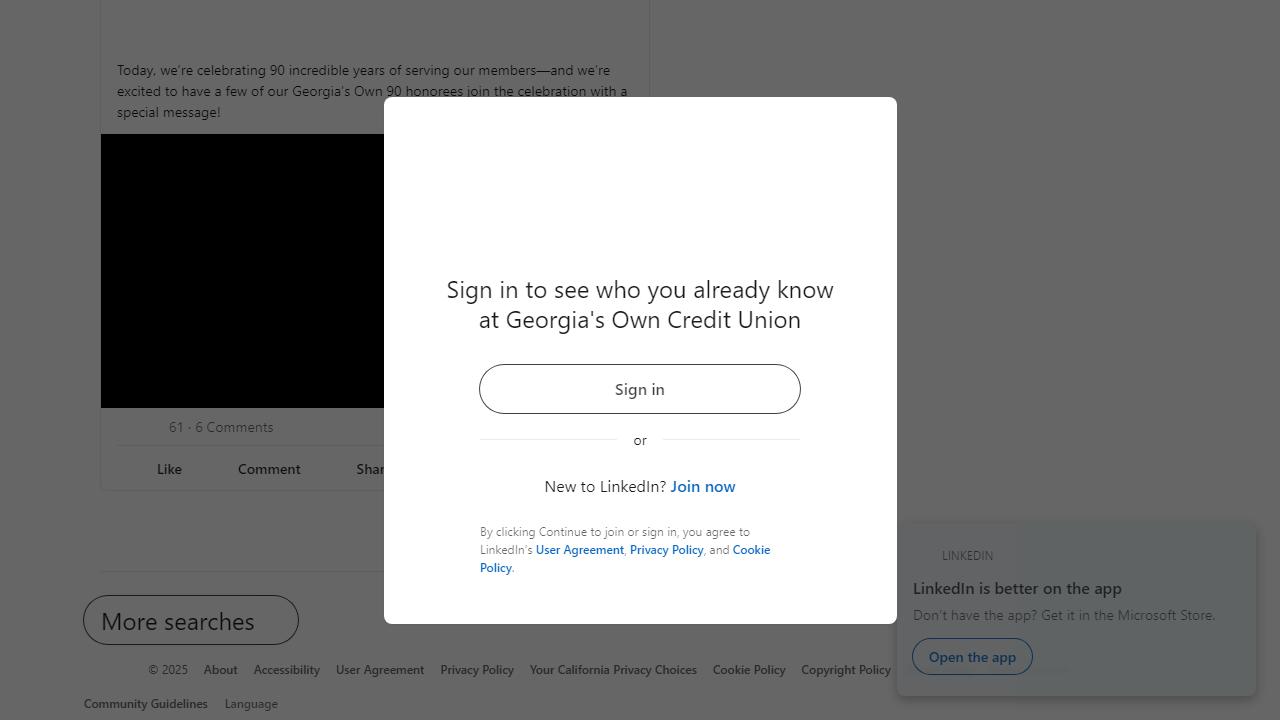 Today, we're celebrating 90 incredible years of serving our members—and we're
excited to have a few of our Georgia's Own 90 honorees join the celebration with a
special message!
61 · 6 Comments
Like Comment Shar
Sign in to see who you already know
at Georgia's Own Credit Union
Sign in
or
New to LinkedIn? Join now
By clicking Continue to join or sign in, you agree to
LinkedIn's User Agreement, Privacy Policy, and Cookie
Policy.
LINKEDIN
LinkedIn is better on the app
Don't have the app? Get it in the Microsoft Store.
Open the app
More searches
© 2025 About Accessibility User Agreement Privacy Policy Your California Privacy Choices Cookie Policy Copyright Policy
Community Guidelines Language